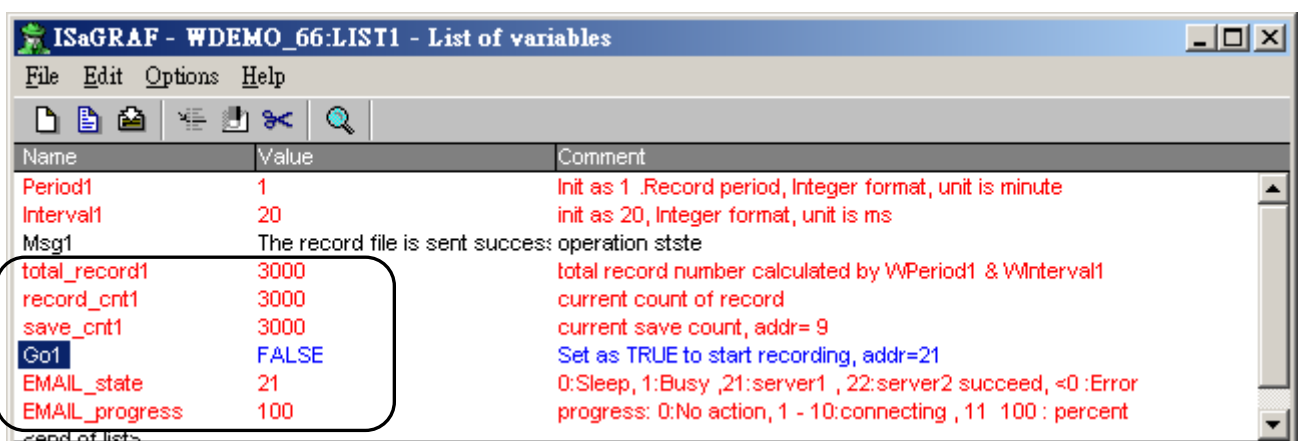 ISaGRAF - WDEMO_66:LIST1 - List of variables
File Edit Options Help
Name Value Comment
Period1 1 Init as 1 .Record period, Integer format, unit is minute
Interval1 20 init as 20, Integer format, unit is ms
Msg1 The record file is sent success operation stste
total_record1 3000 total record number calculated by WPeriod1 & WInterval1
record_cnt1 3000 current count of record
save_cnt1 3000 current save count, addr= 9
Go1 FALSE Set as TRUE to start recording, addr=21
EMAIL_state 21 0:Sleep, 1:Busy ,21:server1 , 22:server2 succeed, <0 :Error
EMAIL_progress 100 progress: 0:No action, 1 - 10:connecting , 11 100 : percent
<end of list>